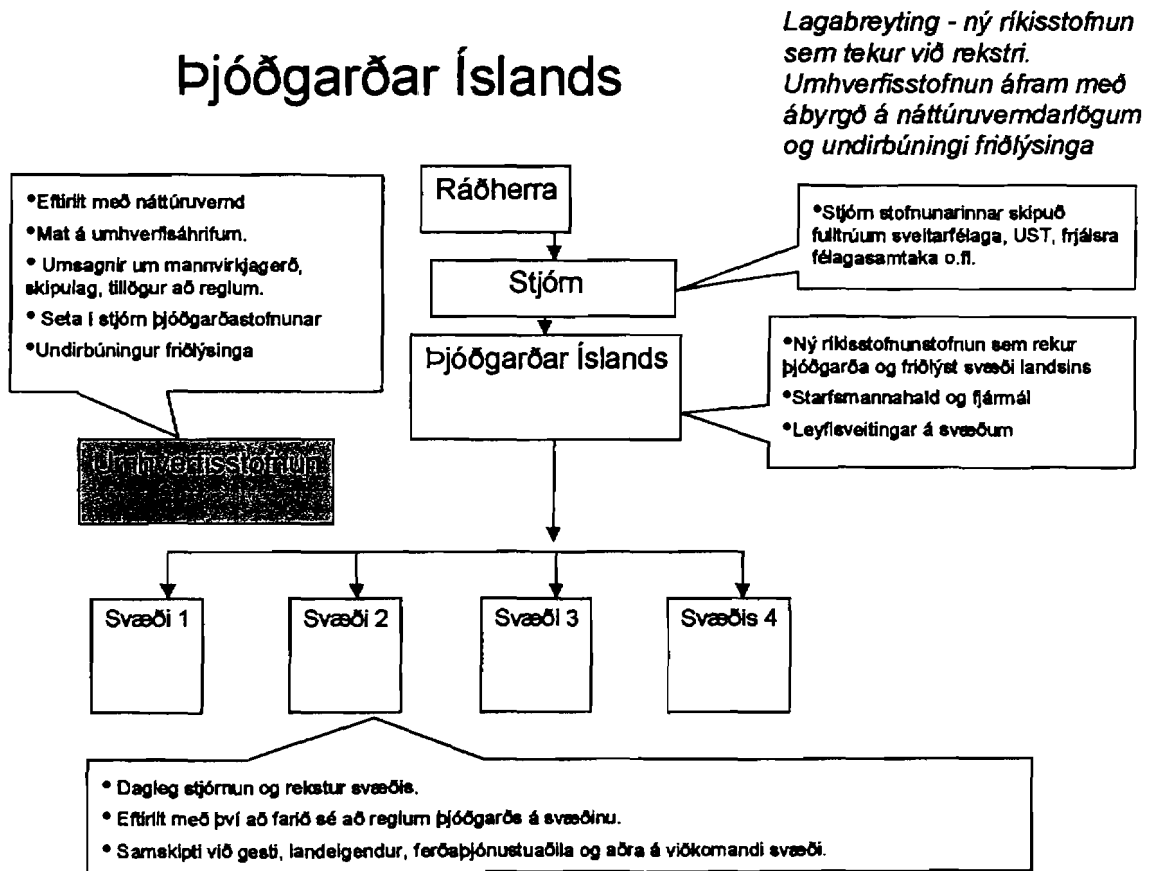 Þjóðgarðar Íslands
Lagabreyting - ný ríkisstofnun
sem tekur við rekstri.
Umhverfisstofnun áfram með
ábyrgð á náttúruverndarlögum
og undirbúningi friðlýsinga
•Eftirlit með náttúruvernd
•Mat á umhverfisáhrifum.
• Umsagnir um mannvirkjagerð,
skipulag, tillögur að reglum.
• Seta í stjórn þjóðgarðastofnunar
•Undirbúningur friðlýsinga
Ráðherra
•Stjórn stofnunarinnar skipuð
fulltrúum sveitarfélaga, UST, frjálsra
félagasamtaka o.fl.
Stjórn
Þjóðgarðar Íslands
•Ný ríkisstofnunstofnun sem rekur
þjóðgarða og friðlýst svæði landsins
•Starfsmannahald og fjármál
•Leyfisveitingar á svæðum
Umhverfisstofnun
Svæði 1
Svæði 2
Svæði 3
Svæðis 4
• Dagleg stjórnun og rekstur svæðis.
• Eftirlit með því að farið sé að reglum þjóðgarðs á svæðinu.
• Samskipti við gesti, landeigendur, ferðaþjónustuaðila og aðra á viðkomandi svæði.